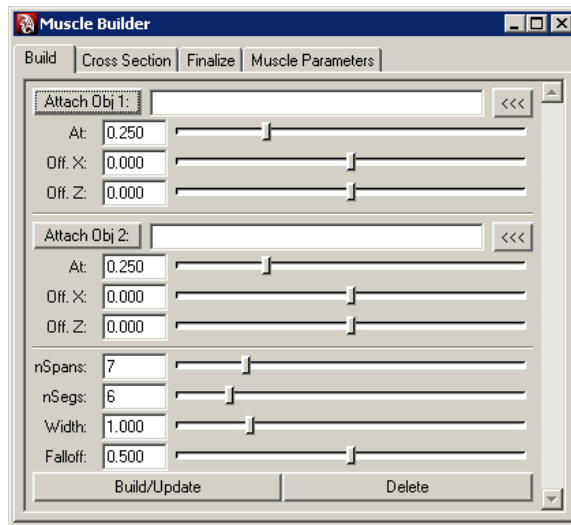 Muscle Builder
Build Cross Section Finalize Muscle Parameters
Attach Obj 1: <<<
At: 0.250
Off. X: 0.000
Off. Z: 0.000
Attach Obj 2: <<<
At: 0.250
Off. X: 0.000
Off. Z: 0.000
nSpans: 7
nSegs: 6
Width: 1.000
Falloff: 0.500
Build/Update Delete